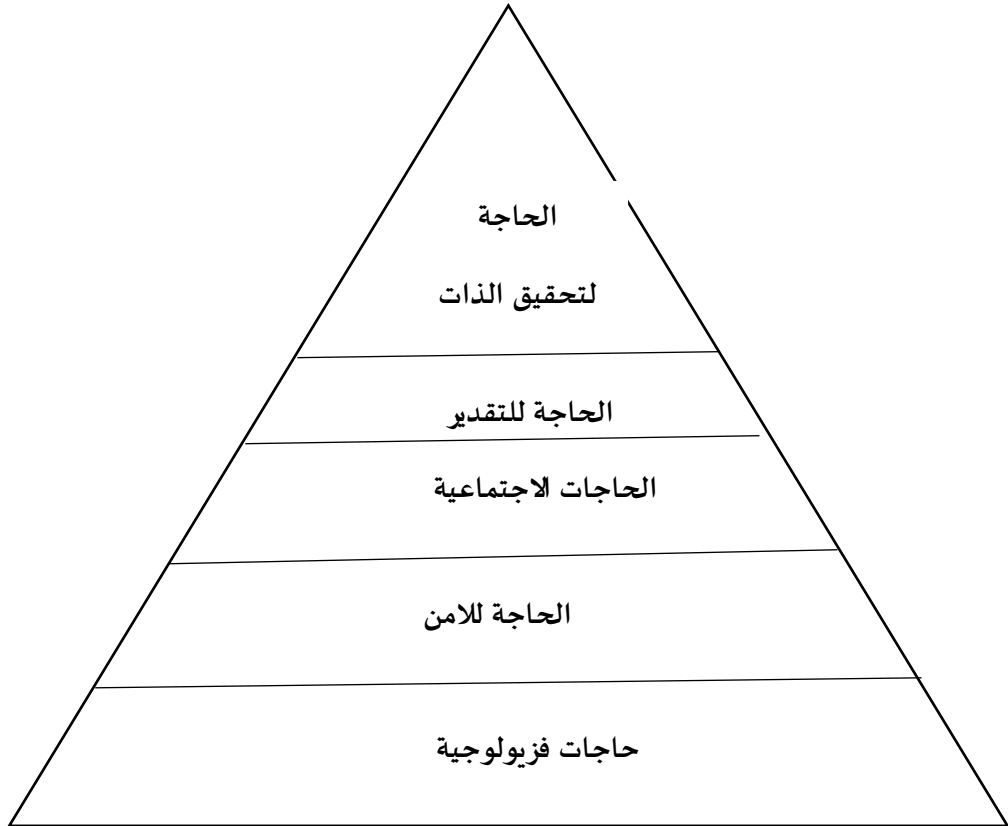 الحاجة
لتحقيق الذات
الحاجة للتقدير
الحاجات الاجتماعية
الحاجة للامن
حاجات فزيولوجية